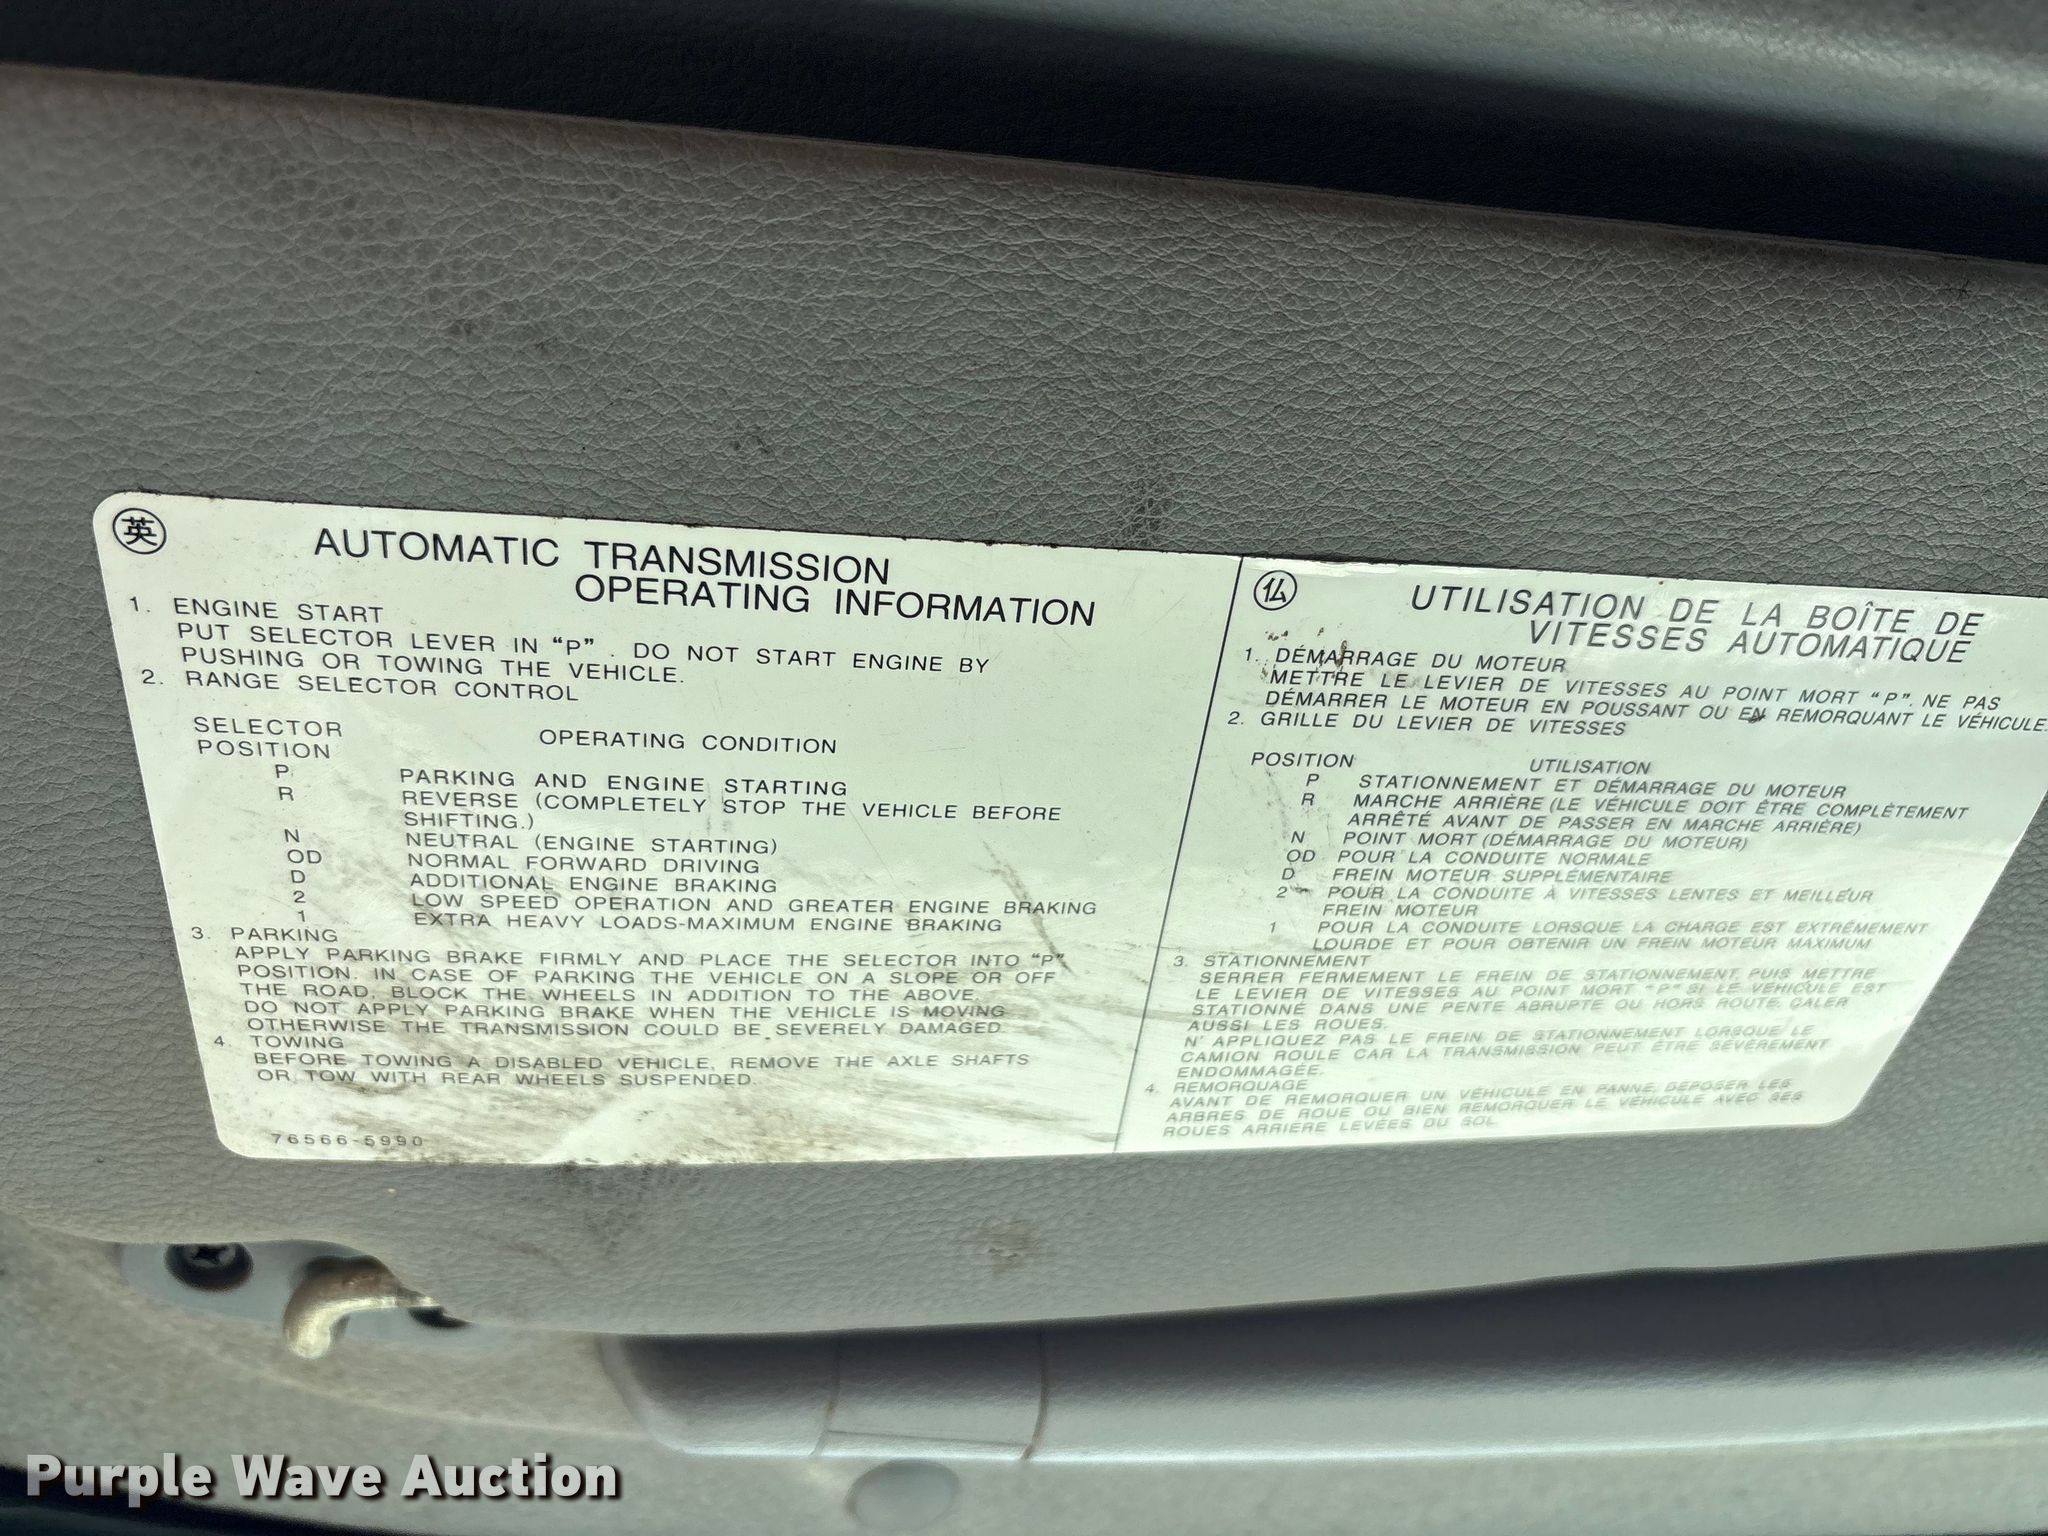 英
AUTOMATIC TRANSMISSION
OPERATING INFORMATION
1. ENGINE START
PUT SELECTOR LEVER IN "P" . DO NOT START ENGINE BY
PUSHING OR TOWING THE VEHICLE.
2. RANGE SELECTOR CONTROL
SELECTOR
POSITION OPERATING CONDITION
P PARKING AND ENGINE STARTING
R REVERSE (COMPLETELY STOP THE VEHICLE BEFORE
SHIFTING.)
N NEUTRAL (ENGINE STARTING)
OD NORMAL FORWARD DRIVING
D ADDITIONAL ENGINE BRAKING
2 LOW SPEED OPERATION AND GREATER ENGINE BRAKING
1 EXTRA HEAVY LOADS-MAXIMUM ENGINE BRAKING
3. PARKING
APPLY PARKING BRAKE FIRMLY AND PLACE THE SELECTOR INTO "P"
POSITION. IN CASE OF PARKING THE VEHICLE ON A SLOPE OR OFF
THE ROAD, BLOCK THE WHEELS IN ADDITION TO THE ABOVE.
DO NOT APPLY PARKING BRAKE WHEN THE VEHICLE IS MOVING
OTHERWISE THE TRANSMISSION COULD BE SEVERELY DAMAGED.
4. TOWING
BEFORE TOWING A DISABLED VEHICLE, REMOVE THE AXLE SHAFTS
OR TOW WITH REAR WHEELS SUSPENDED.
76566-5990
仏
UTILISATION DE LA BOÎTE DE
VITESSES AUTOMATIQUE
1. DÉMARRAGE DU MOTEUR
METTRE LE LEVIER DE VITESSES AU POINT MORT "P". NE PAS
DÉMARRER LE MOTEUR EN POUSSANT OU EN REMORQUANT LE VÉHICULE.
2. GRILLE DU LEVIER DE VITESSES
POSITION UTILISATION
P STATIONNEMENT ET DÉMARRAGE DU MOTEUR
R MARCHE ARRIÈRE (LE VÉHICULE DOIT ÊTRE COMPLÈTEMENT
ARRÊTÉ AVANT DE PASSER EN MARCHE ARRIÈRE)
N POINT MORT (DÉMARRAGE DU MOTEUR)
OD POUR LA CONDUITE NORMALE
D FREIN MOTEUR SUPPLÉMENTAIRE
2 POUR LA CONDUITE À VITESSES LENTES ET MEILLEUR
FREIN MOTEUR
1 POUR LA CONDUITE LORSQUE LA CHARGE EST EXTRÊMEMENT
LOURDE ET POUR OBTENIR UN FREIN MOTEUR MAXIMUM
3. STATIONNEMENT
SERRER FERMEMENT LE FREIN DE STATIONNEMENT, PUIS METTRE
LE LEVIER DE VITESSES AU POINT MORT "P" SI LE VÉHICULE EST
STATIONNÉ DANS UNE PENTE ABRUPTE OU HORS ROUTE, CALER
AUSSI LES ROUES.
N' APPLIQUEZ PAS LE FREIN DE STATIONNEMENT LORSQUE LE
CAMION ROULE CAR LA TRANSMISSION PEUT ÊTRE SÉVÈREMENT
ENDOMMAGÉE.
4. REMORQUAGE
AVANT DE REMORQUER UN VÉHICULE EN PANNE, DÉPOSER LES
ARBRES DE ROUE OU BIEN REMORQUER LE VÉHICULE AVEC SES
ROUES ARRIÈRE LEVÉES DU SOL.
Purple Wave Auction